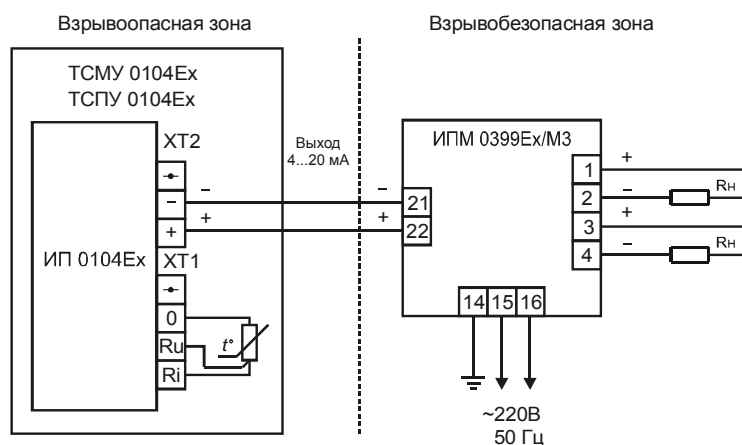 Взрывоопасная зона
Взрывобезопасная зона
ТСМУ 0104Ex
ТСПУ 0104Ex
XT2
Выход
4...20 мА
ИПМ 0399Ex/М3
ИП 0104Ex
–
+
–
+
–
+
21
22
1
2
3
4
+
–
+
–
Rн
Rн
XT1
0
Ru
Ri
t°
14 15 16
~220В
50 Гц